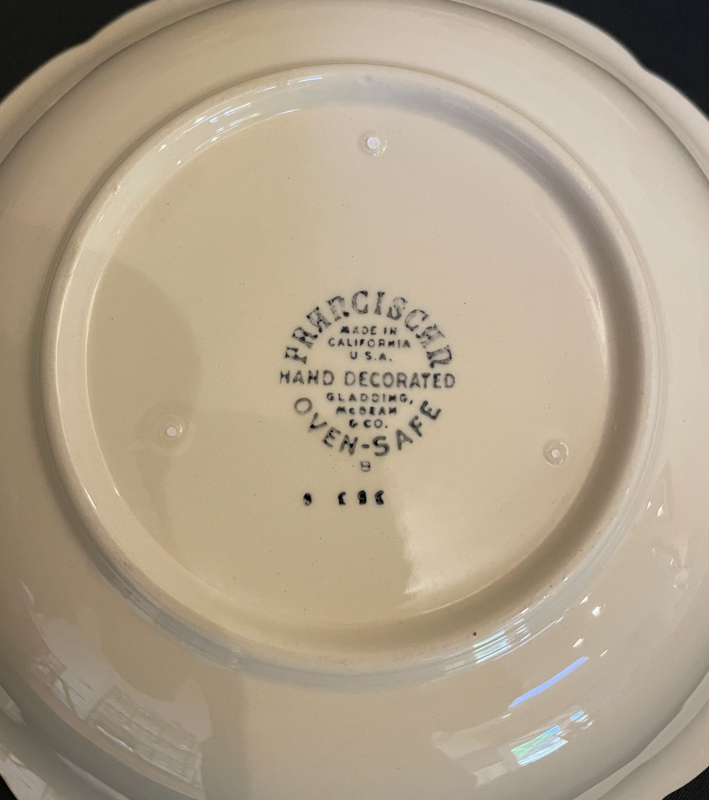 FRANCISCAN
MADE IN
CALIFORNIA
U.S.A.
HAND DECORATED
GLADDING,
McBEAN
& CO.
OVEN-SAFE